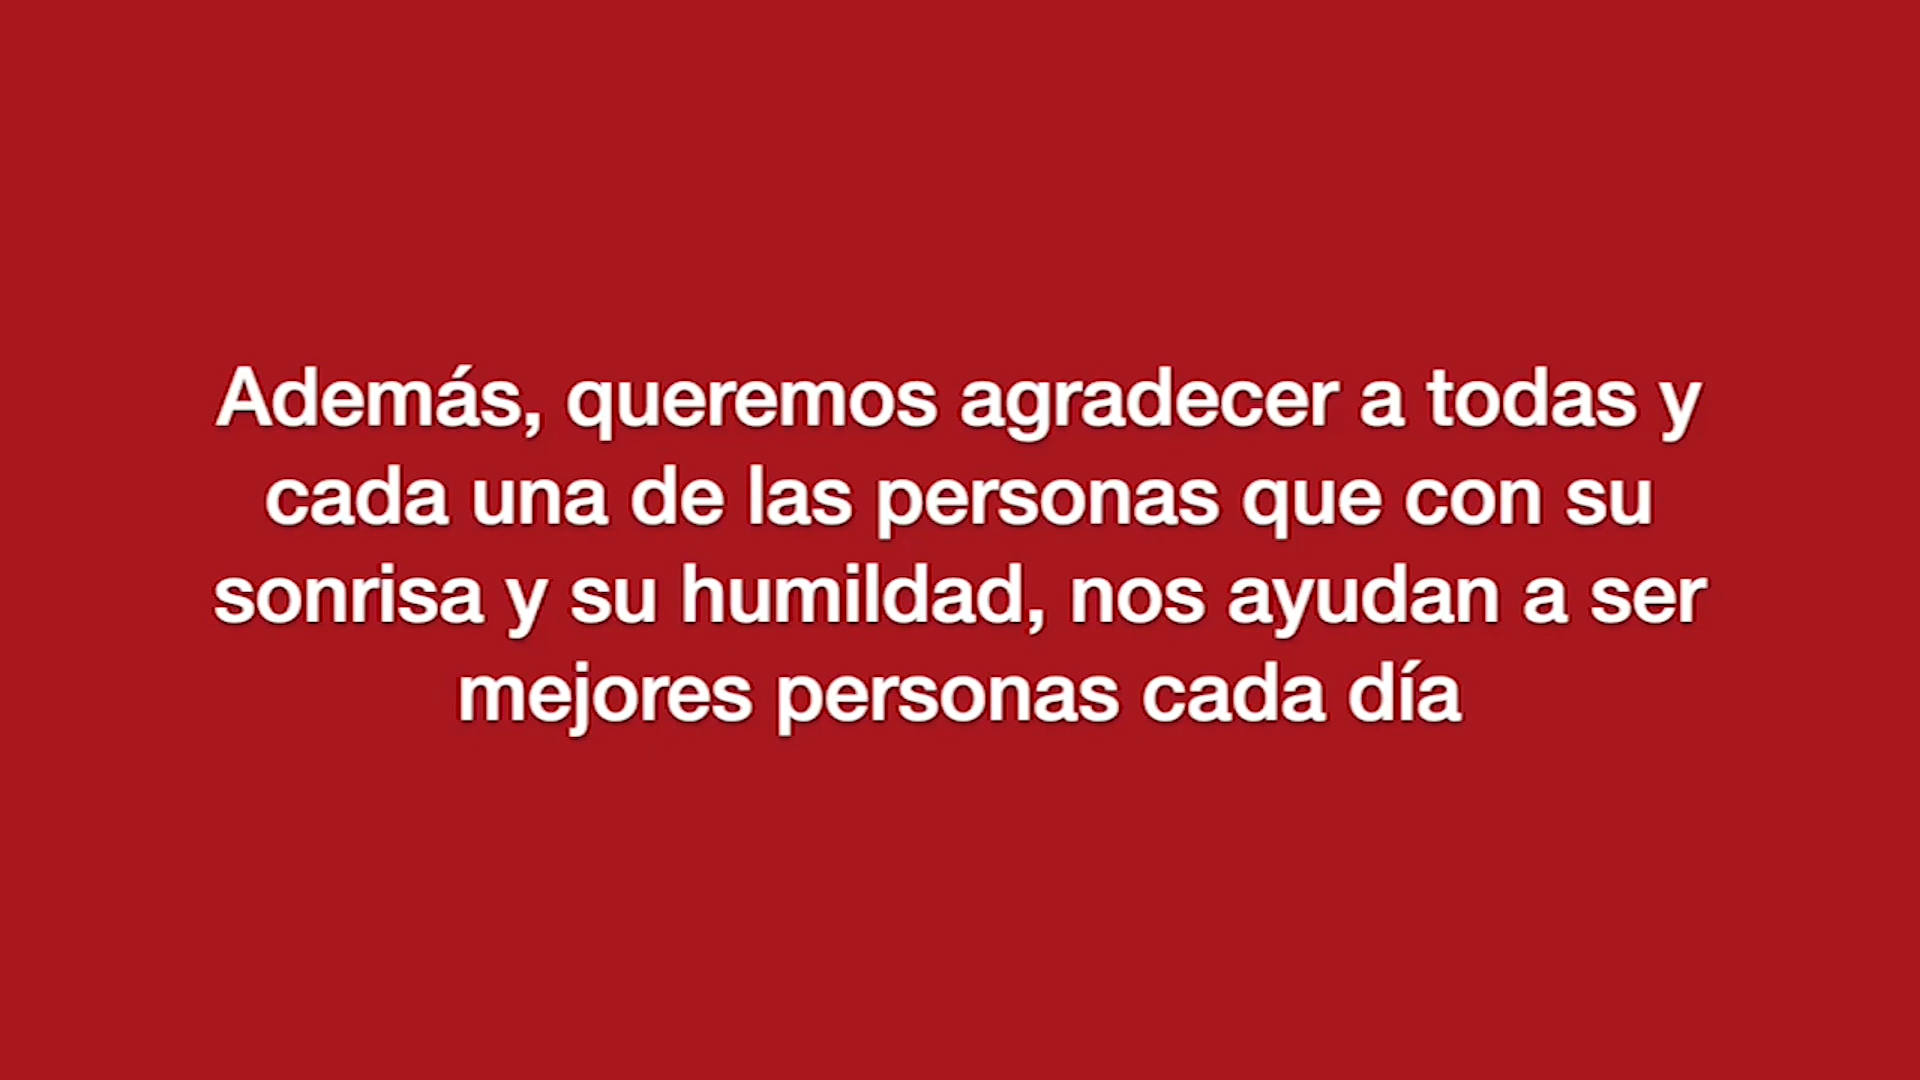 Además, queremos agradecer a todas y
cada una de las personas que con su
sonrisa y su humildad, nos ayudan a ser
mejores personas cada día